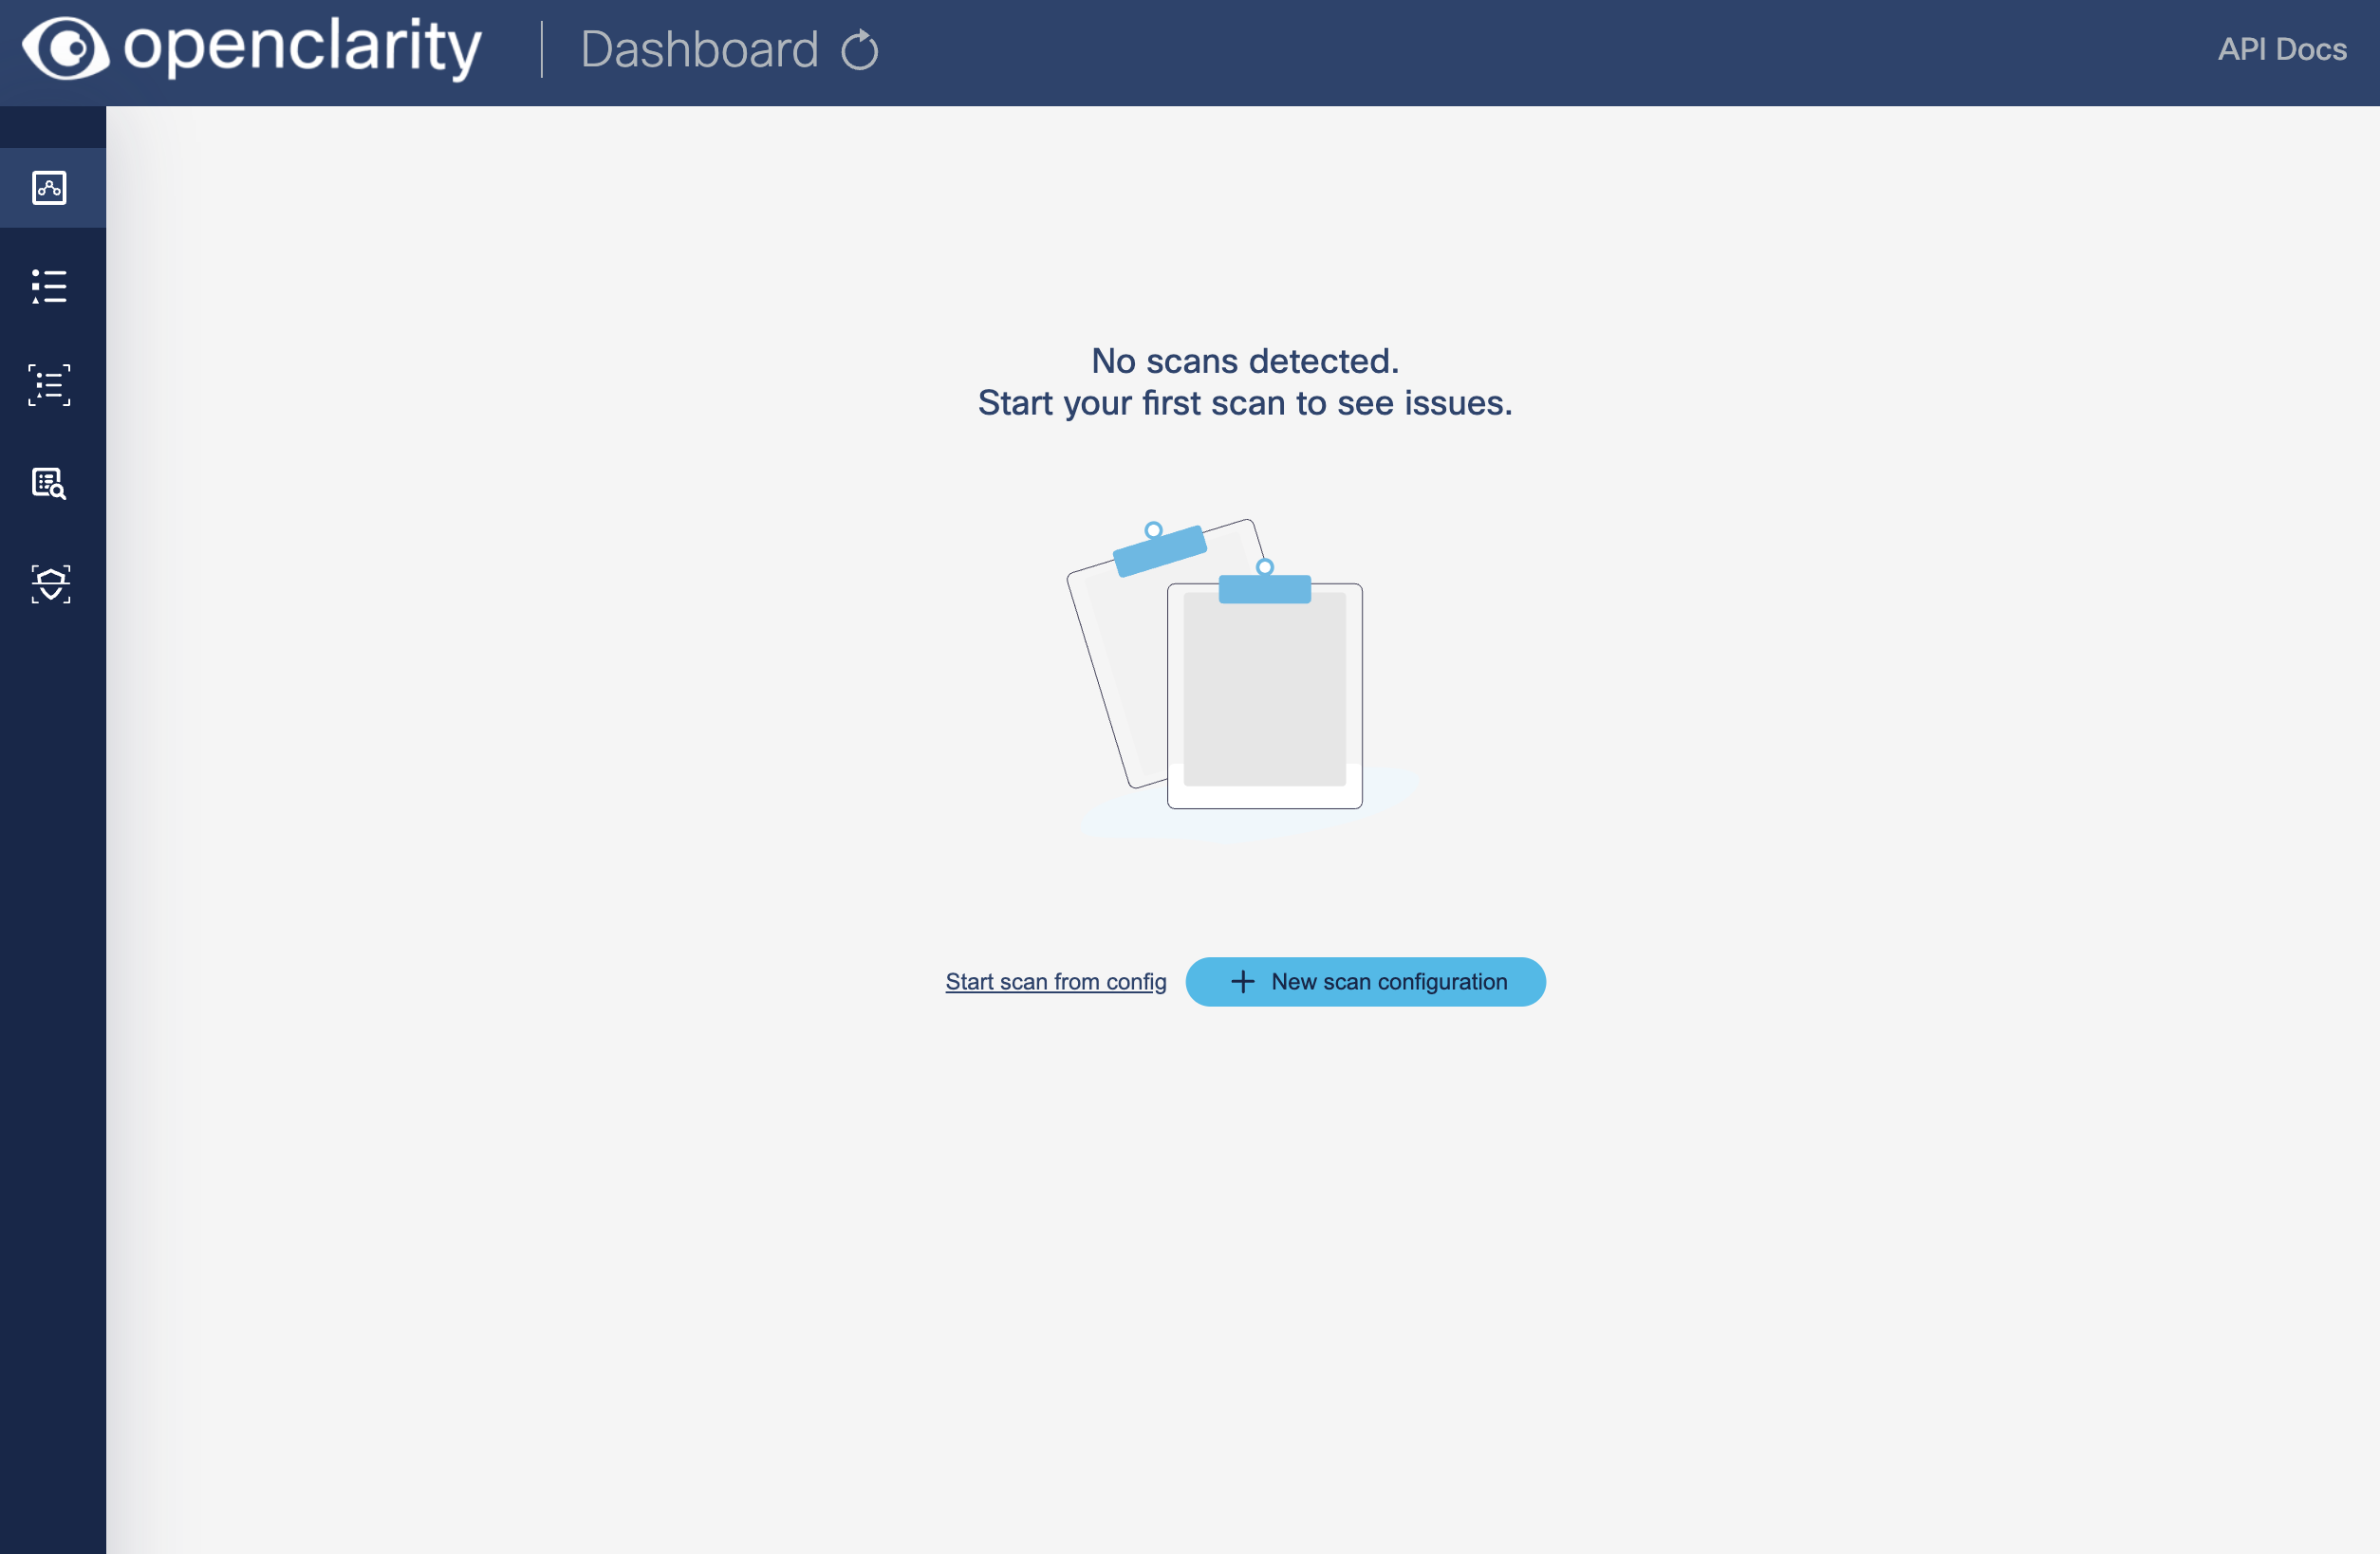 openclarity
Dashboard
API Docs
No scans detected.
Start your first scan to see issues.
Start scan from config
New scan configuration